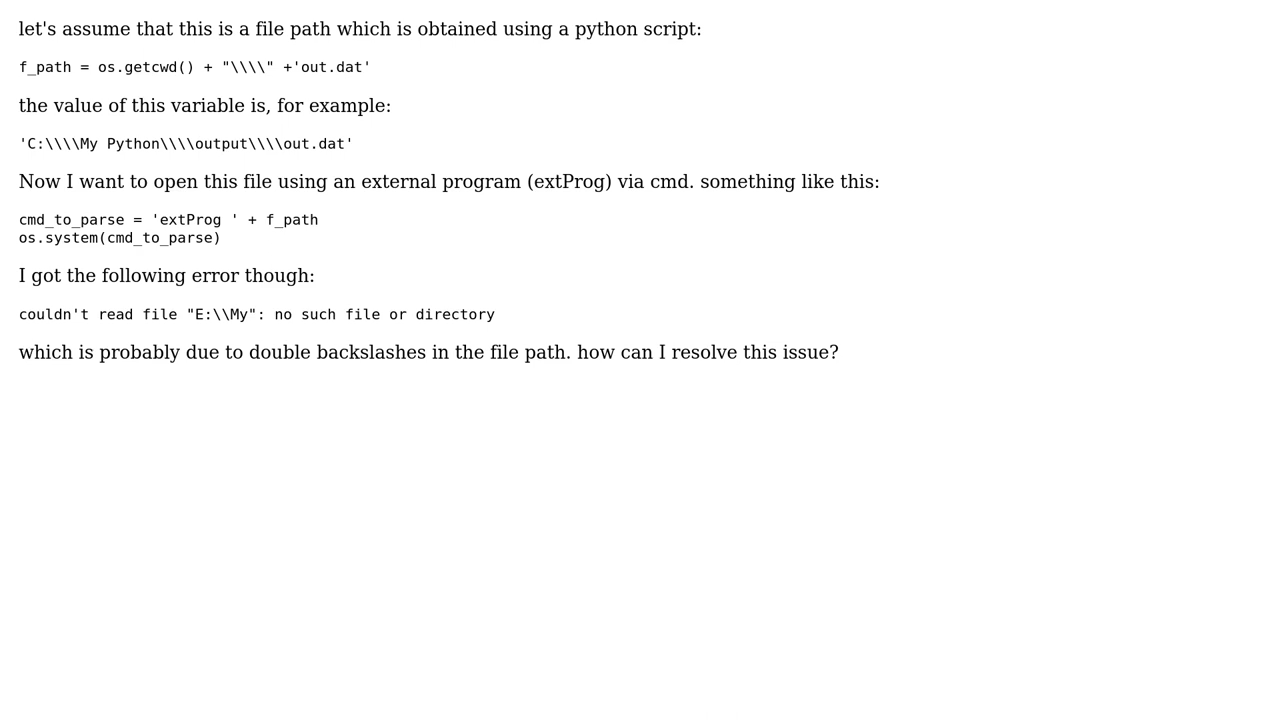 let's assume that this is a file path which is obtained using a python script:
f_path = os.getcwd() + "\\\\" +'out.dat'
the value of this variable is, for example:
'C:\\\\My Python\\\\output\\\\out.dat'
Now I want to open this file using an external program (extProg) via cmd. something like this:
cmd_to_parse = 'extProg ' + f_path
os.system(cmd_to_parse)
I got the following error though:
couldn't read file "E:\\My": no such file or directory
which is probably due to double backslashes in the file path. how can I resolve this issue?